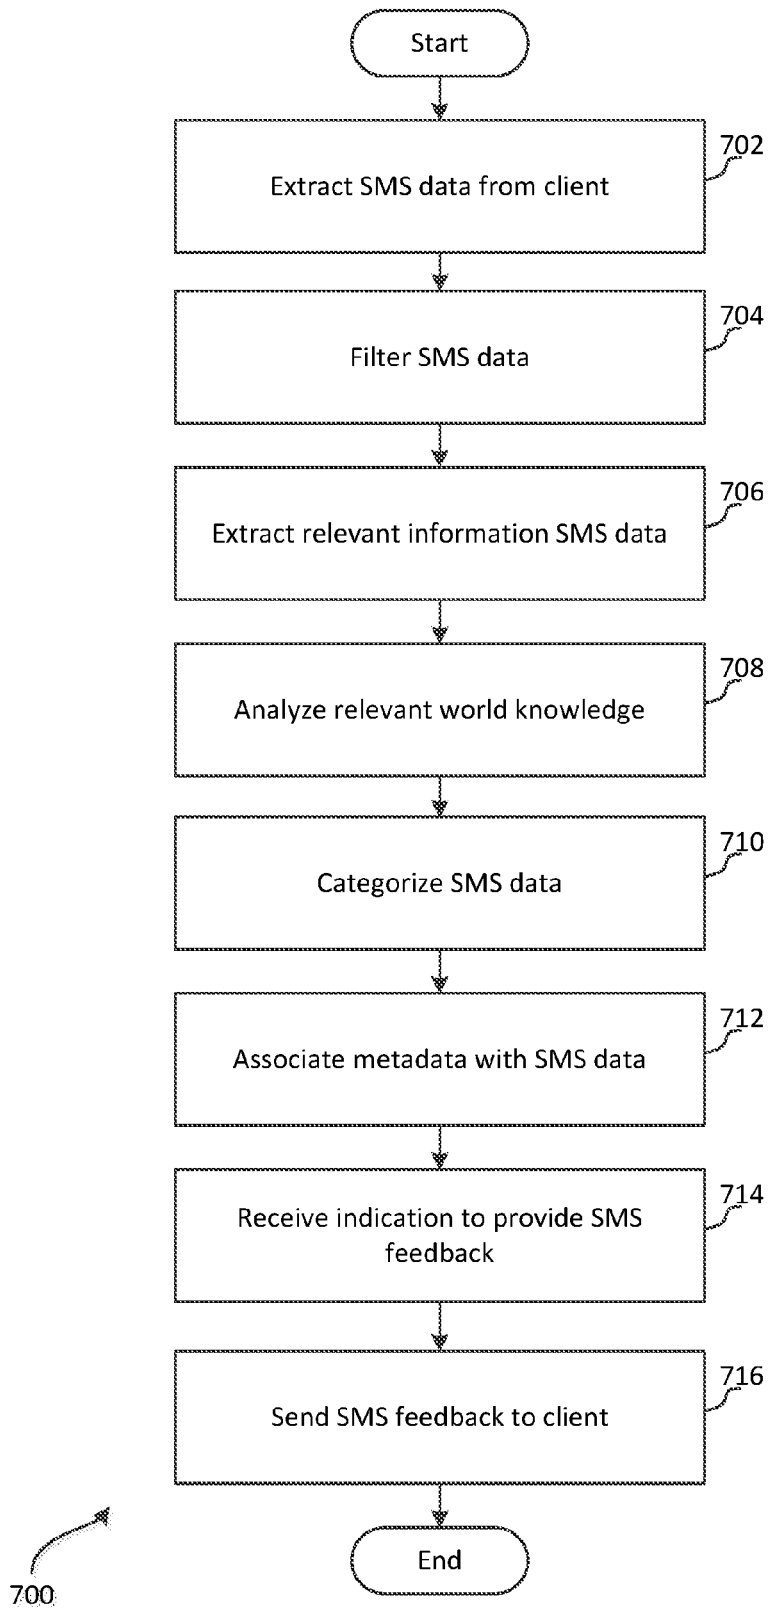 Start
702
Extract SMS data from client
704
Filter SMS data
706
Extract relevant information SMS data
708
Analyze relevant world knowledge
710
Categorize SMS data
712
Associate metadata with SMS data
714
Receive indication to provide SMS
feedback
716
Send SMS feedback to client
End
700